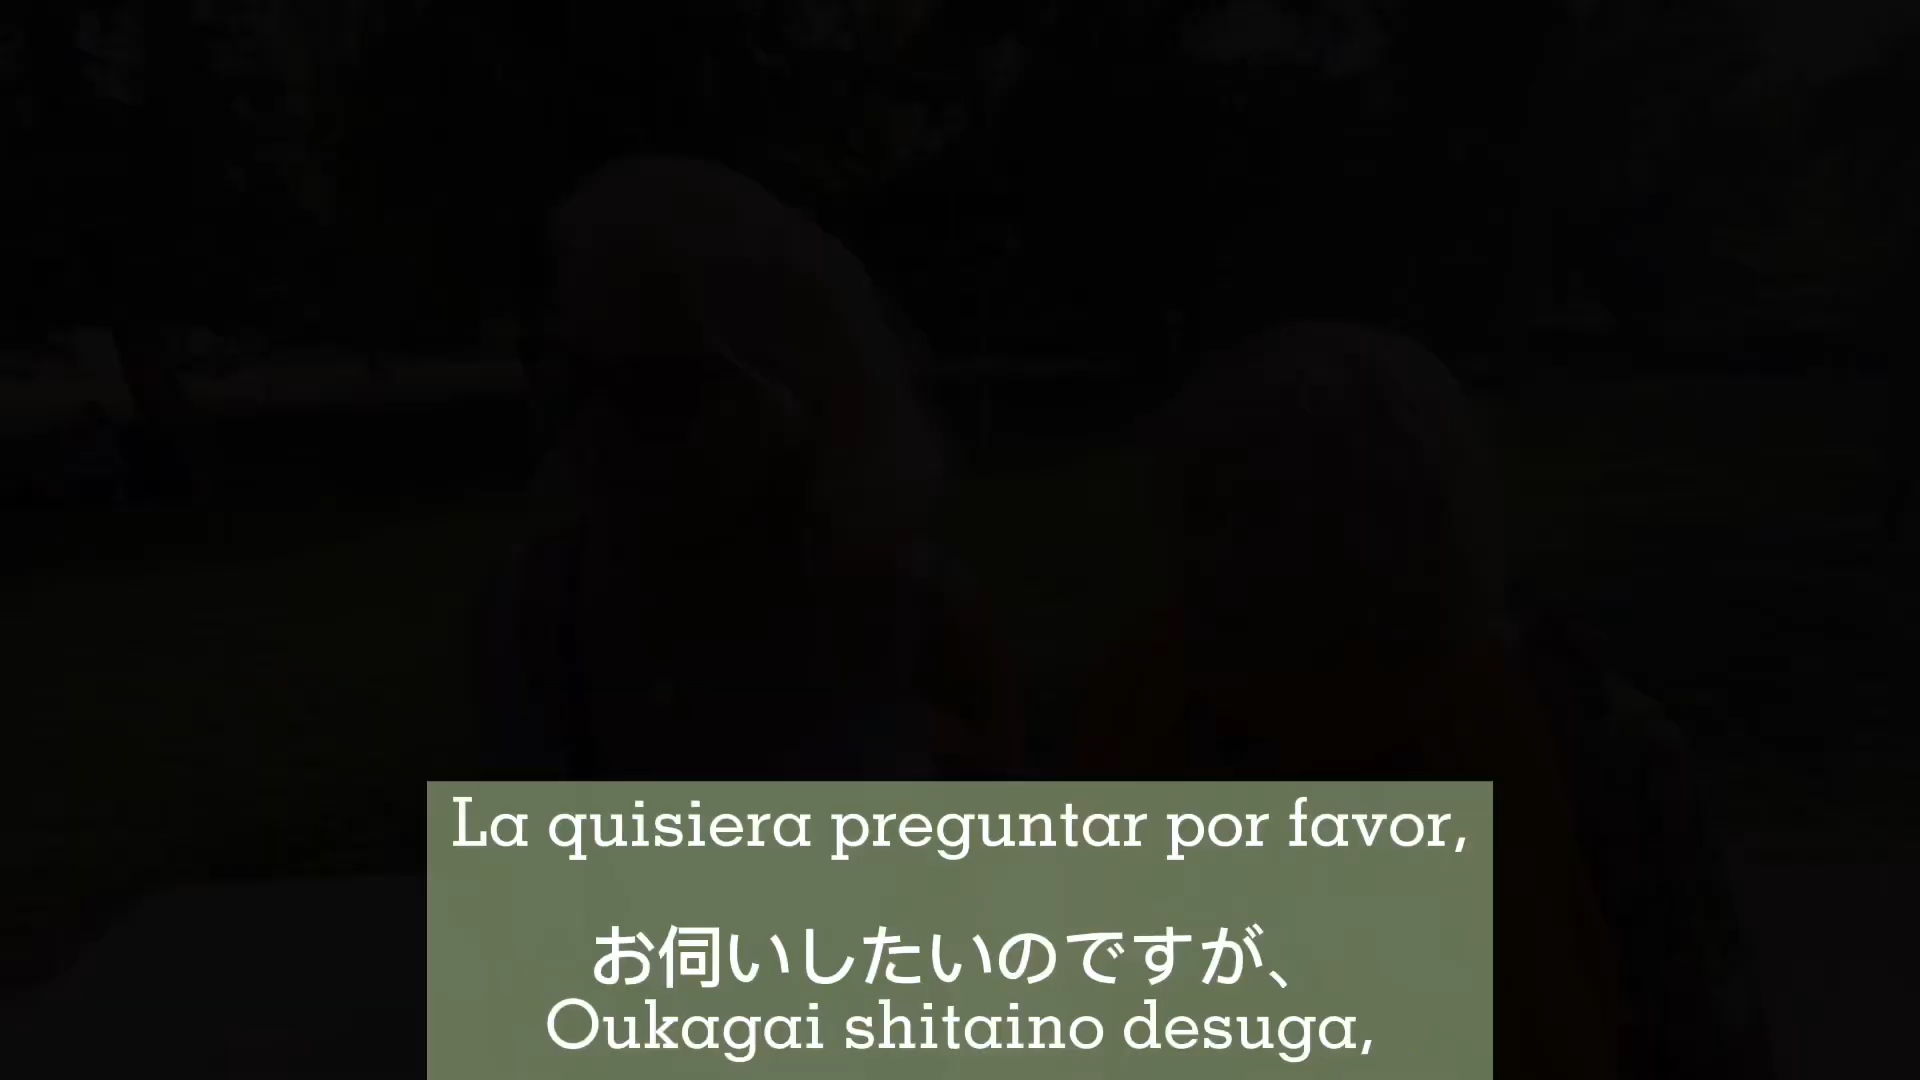 La quisiera preguntar por favor,
お伺いしたいのですが、
Oukagai shitaino desuga,